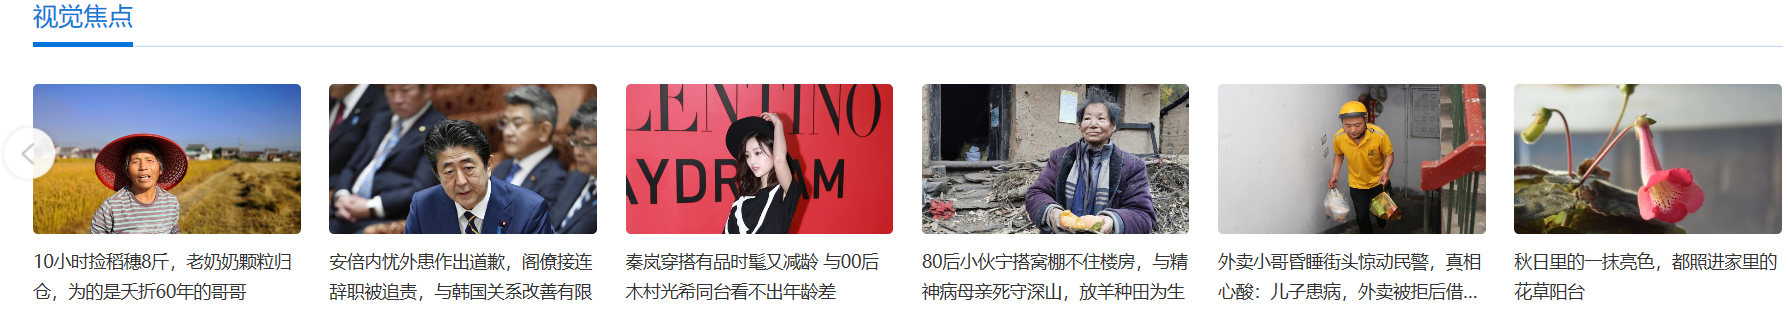 视觉焦点
LENTINO
AYDR AM
10小时捡稻穗8斤，老奶奶颗粒归
仓，为的是夭折60年的哥哥
安倍内忧外患作出道歉，阁僚接连
辞职被追责，与韩国关系改善有限
秦岚穿搭有品时髦又减龄 与00后
木村光希同台看不出年龄差
80后小伙宁搭窝棚不住楼房，与精
神病母亲死守深山，放羊种田为生
外卖小哥昏睡街头惊动民警，真相
心酸：儿子患病，外卖被拒后借...
秋日里的一抹亮色，都照进家里的
花草阳台